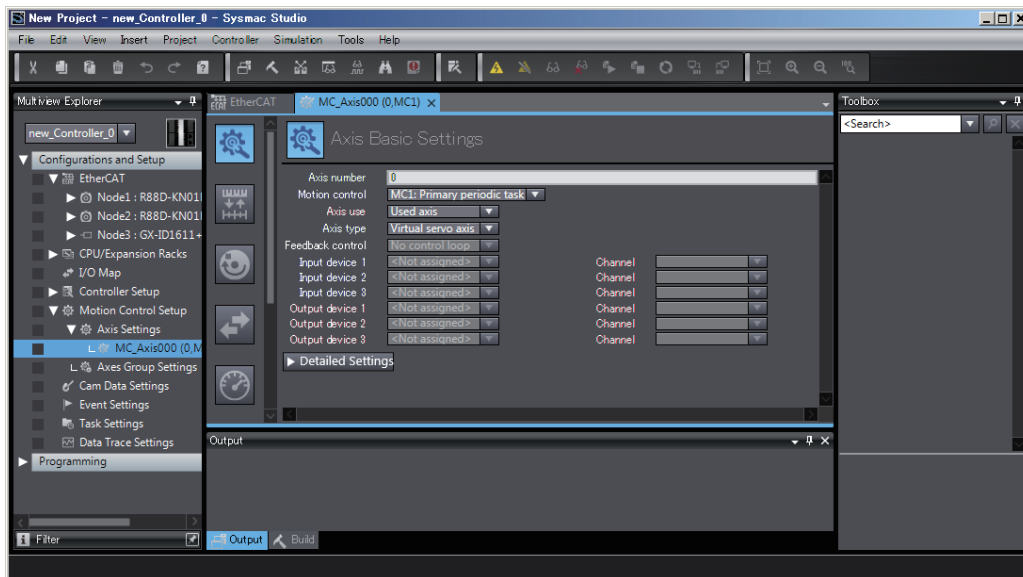 New Project - new_Controller_0 - Sysmac Studio
File Edit View Insert Project Controller Simulation Tools Help
Multiview Explorer
new_Controller_0
Configurations and Setup
EtherCAT
Node1 : R88D-KN01
Node2 : R88D-KN01
Node3 : GX-ID1611+
CPU/Expansion Racks
I/O Map
Controller Setup
Motion Control Setup
Axis Settings
MC_Axis000 (0,M
Axes Group Settings
Cam Data Settings
Event Settings
Task Settings
Data Trace Settings
Programming
Filter
EtherCAT MC_Axis000 (0,MC1)
Axis Basic Settings
Axis number 0
Motion control MC1: Primary periodic task
Axis use Used axis
Axis type Virtual servo axis
Feedback control No control loop
Input device 1 <Not assigned> Channel
Input device 2 <Not assigned> Channel
Input device 3 <Not assigned> Channel
Output device 1 <Not assigned> Channel
Output device 2 <Not assigned> Channel
Output device 3 <Not assigned> Channel
Detailed Settings
Output
Output Build
Toolbox
<Search>